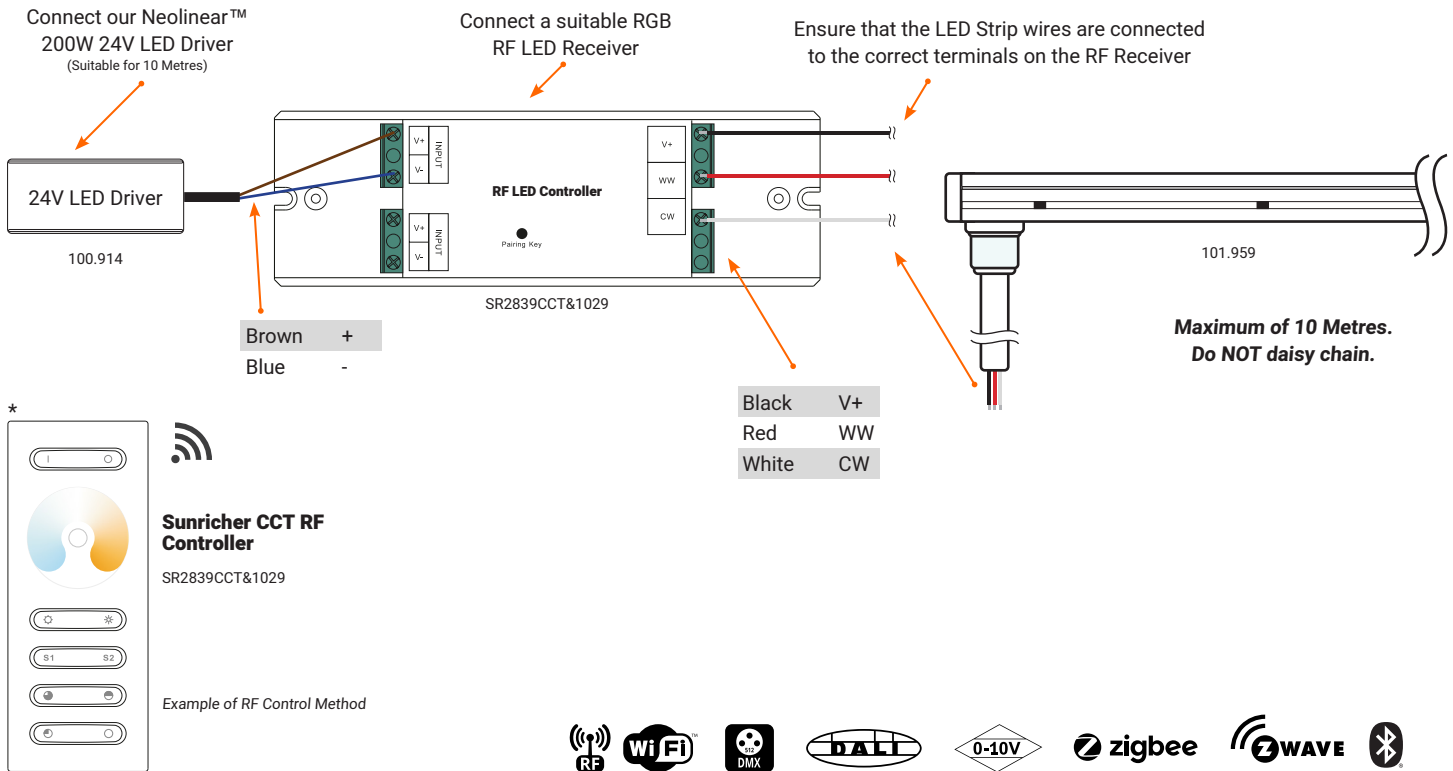 Connect our Neolinear™
200W 24V LED Driver
(Suitable for 10 Metres)
Connect a suitable RGB
RF LED Receiver
Ensure that the LED Strip wires are connected
to the correct terminals on the RF Receiver
24V LED Driver
100.914
V+
V-
INPUT
V+
V-
INPUT
RF LED Controller
Pairing Key
V+
WW
CW
SR2839CCT&1029
101.959
Maximum of 10 Metres.
Do NOT daisy chain.
Brown +
Blue -
Black V+
Red WW
White CW
*
I O
Sunricher CCT RF
Controller
SR2839CCT&1029
S1 S2
Example of RF Control Method
RF
WiFi™
512
DMX
DALI
0-10V
zigbee
Z WAVE